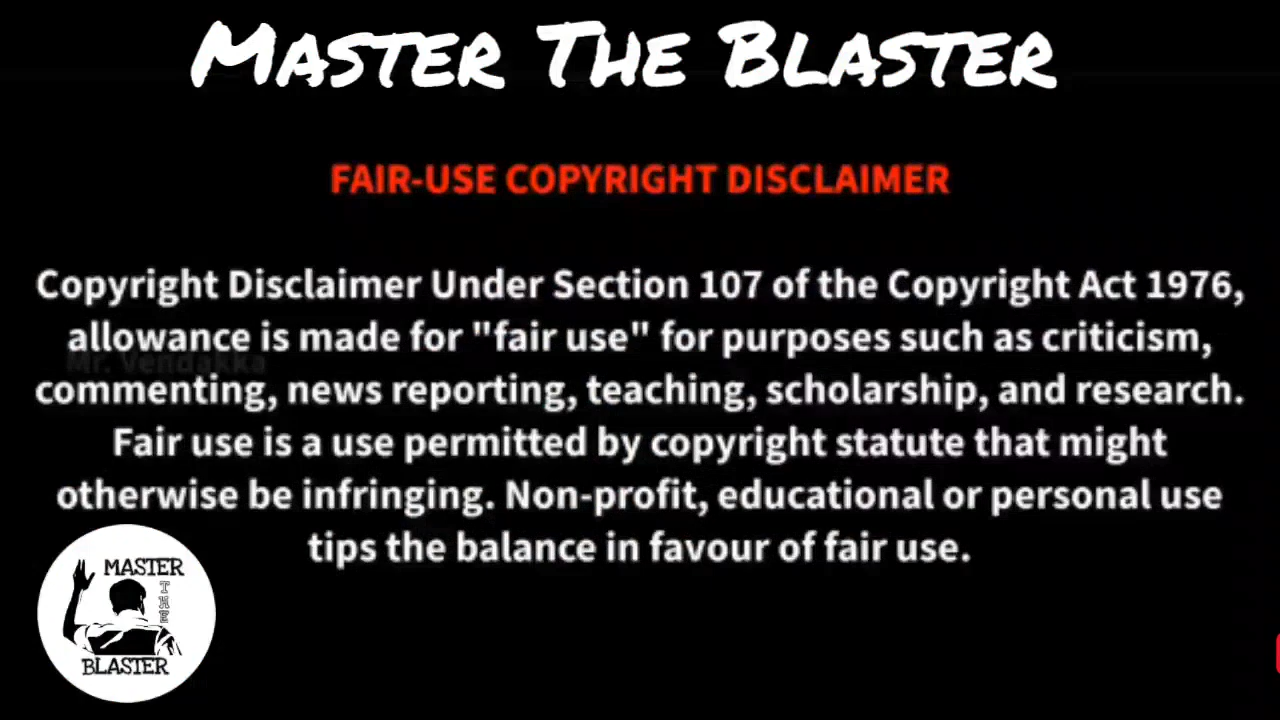 MASTER THE BLASTER
FAIR-USE COPYRIGHT DISCLAIMER
Copyright Disclaimer Under Section 107 of the Copyright Act 1976,
allowance is made for "fair use" for purposes such as criticism,
Mr. Vendakka
commenting, news reporting, teaching, scholarship, and research.
Fair use is a use permitted by copyright statute that might
otherwise be infringing. Non-profit, educational or personal use
tips the balance in favour of fair use.
MASTER
THE
BLASTER